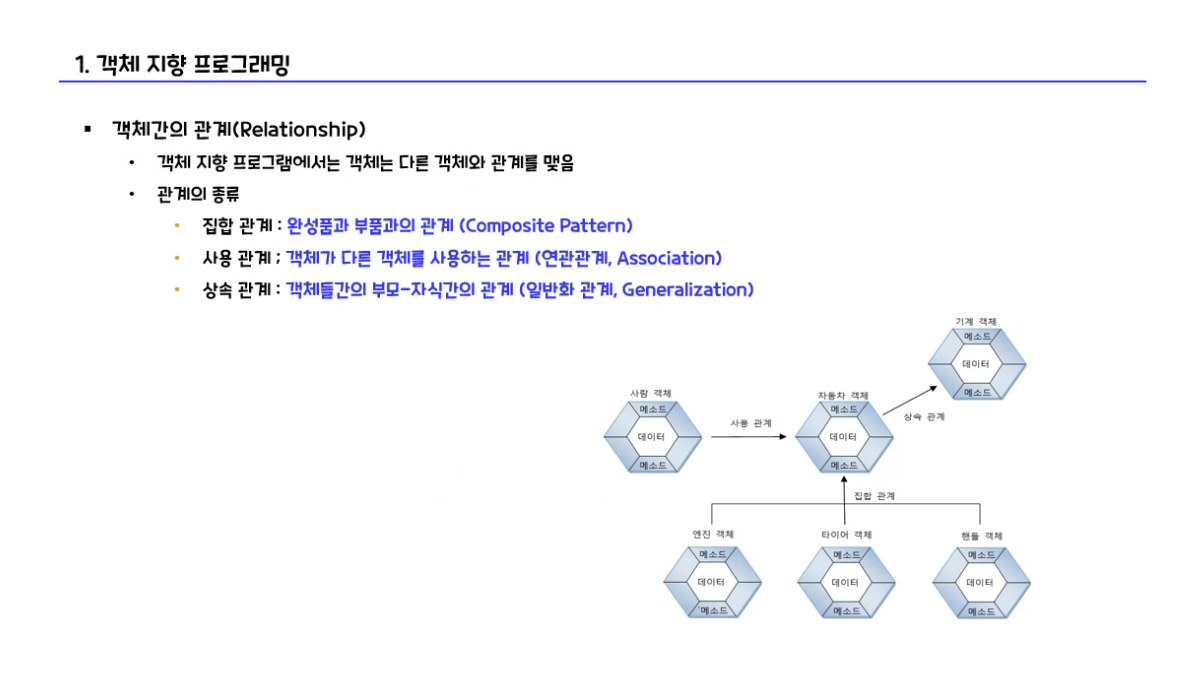 1. 객체 지향 프로그래밍
▪ 객체간의 관계(Relationship)
• 객체 지향 프로그램에서는 객체는 다른 객체와 관계를 맺음
• 관계의 종류
• 집합 관계 : 완성품과 부품과의 관계 (Composite Pattern)
• 사용 관계 ; 객체가 다른 객체를 사용하는 관계 (연관관계, Association)
• 상속 관계 : 객체들간의 부모-자식간의 관계 (일반화 관계, Generalization)
기계 객체
메소드
데이터
메소드
사람 객체
메소드
데이터
메소드
사용 관계
자동차 객체
메소드
데이터
메소드
상속 관계
집합 관계
엔진 객체
메소드
데이터
메소드
타이어 객체
메소드
데이터
메소드
핸들 객체
메소드
데이터
메소드